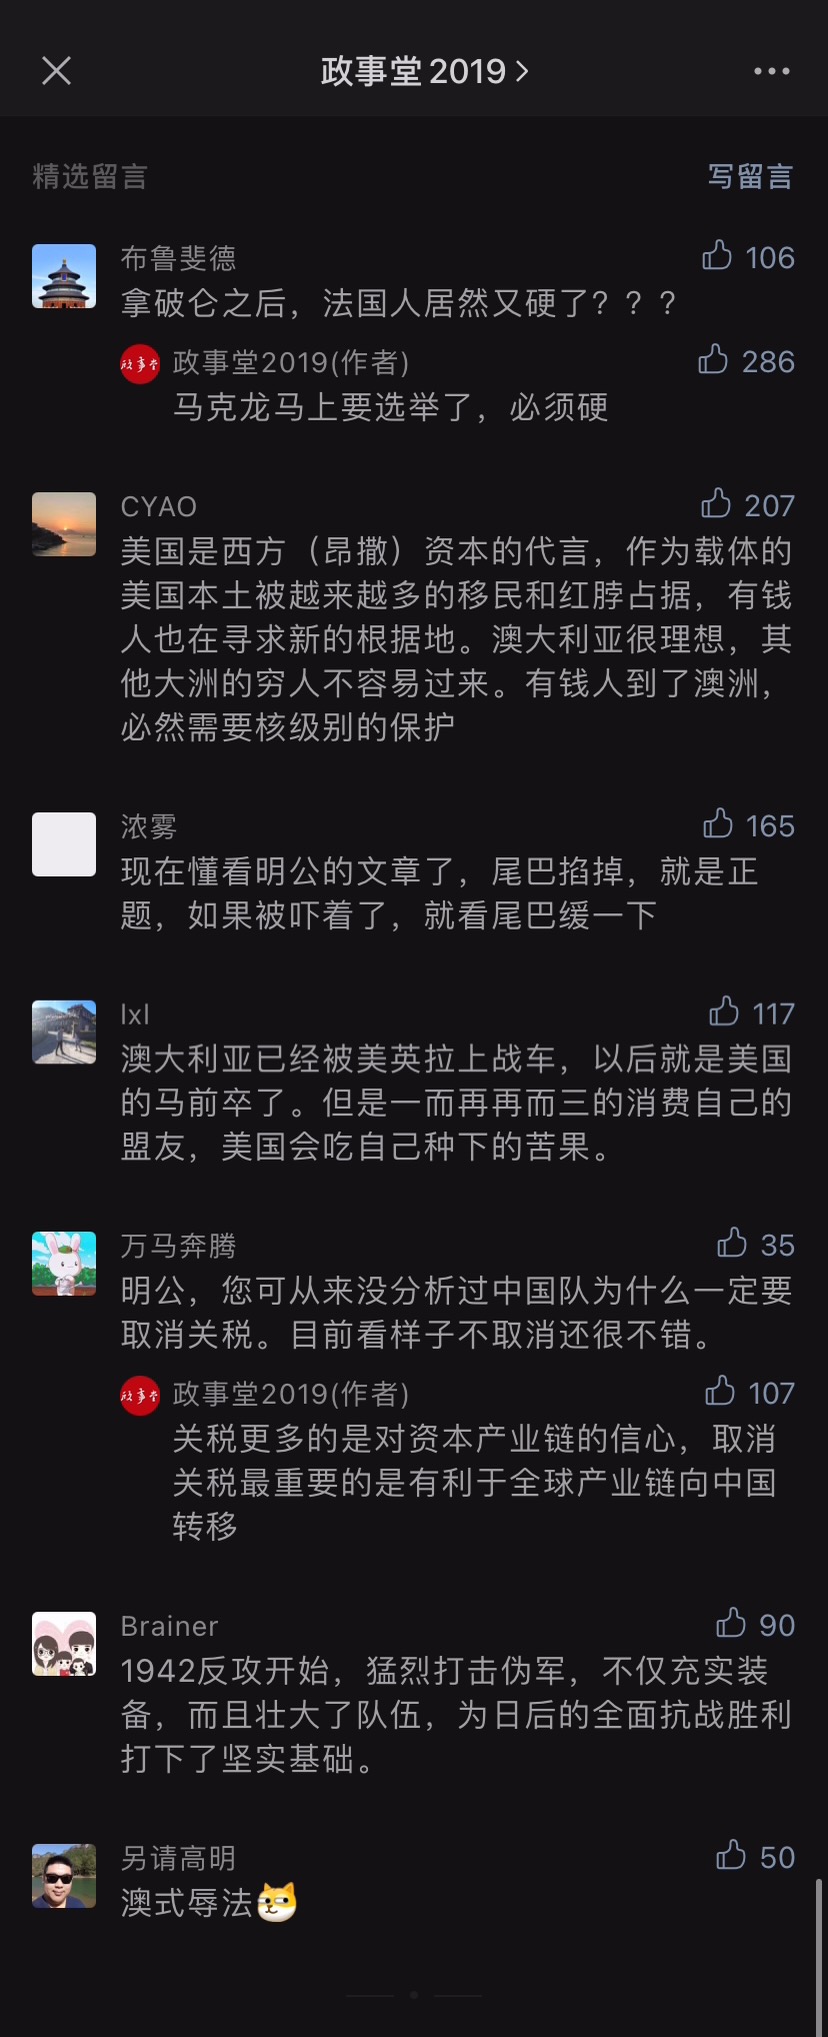 政事堂2019
精选留言
写留言
布鲁斐德
106
拿破仑之后，法国人居然又硬了？？？
政事堂
政事堂2019(作者)
286
马克龙马上要选举了，必须硬
CYAO
207
美国是西方（昂撒）资本的代言，作为载体的
美国本土被越来越多的移民和红脖占据，有钱
人也在寻求新的根据地。澳大利亚很理想，其
他大洲的穷人不容易过来。有钱人到了澳洲，
必然需要核级别的保护
浓雾
165
现在懂看明公的文章了，尾巴掐掉，就是正
题，如果被吓着了，就看尾巴缓一下
lxl
117
澳大利亚已经被美英拉上战车，以后就是美国
的马前卒了。但是一而再再而三的消费自己的
盟友，美国会吃自己种下的苦果。
万马奔腾
35
明公，您可从来没分析过中国队为什么一定要
取消关税。目前看样子不取消还很不错。
政事堂
政事堂2019(作者)
107
关税更多的是对资本产业链的信心，取消
关税最重要的是有利于全球产业链向中国
转移
Brainer
90
1942反攻开始，猛烈打击伪军，不仅充实装
备，而且壮大了队伍，为日后的全面抗战胜利
打下了坚实基础。
另请高明
50
澳式辱法